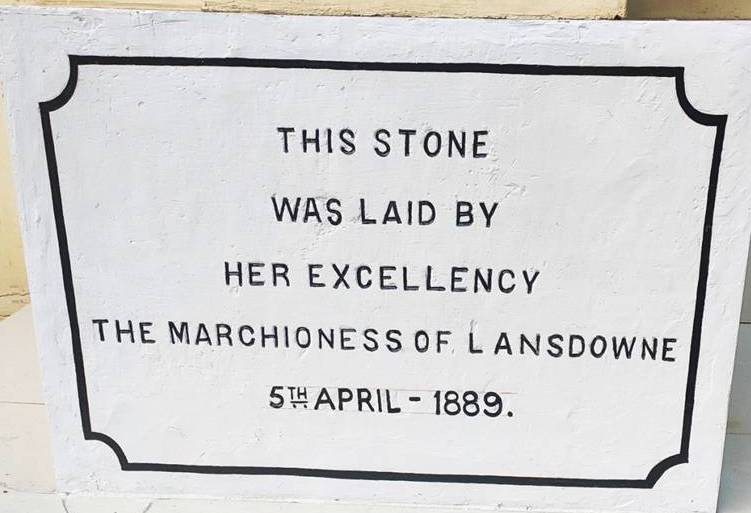 THIS STONE
WAS LAID BY
HER EXCELLENCY
THE MARCHIONESS OF LANSDOWNE
5TH APRIL - 1889.